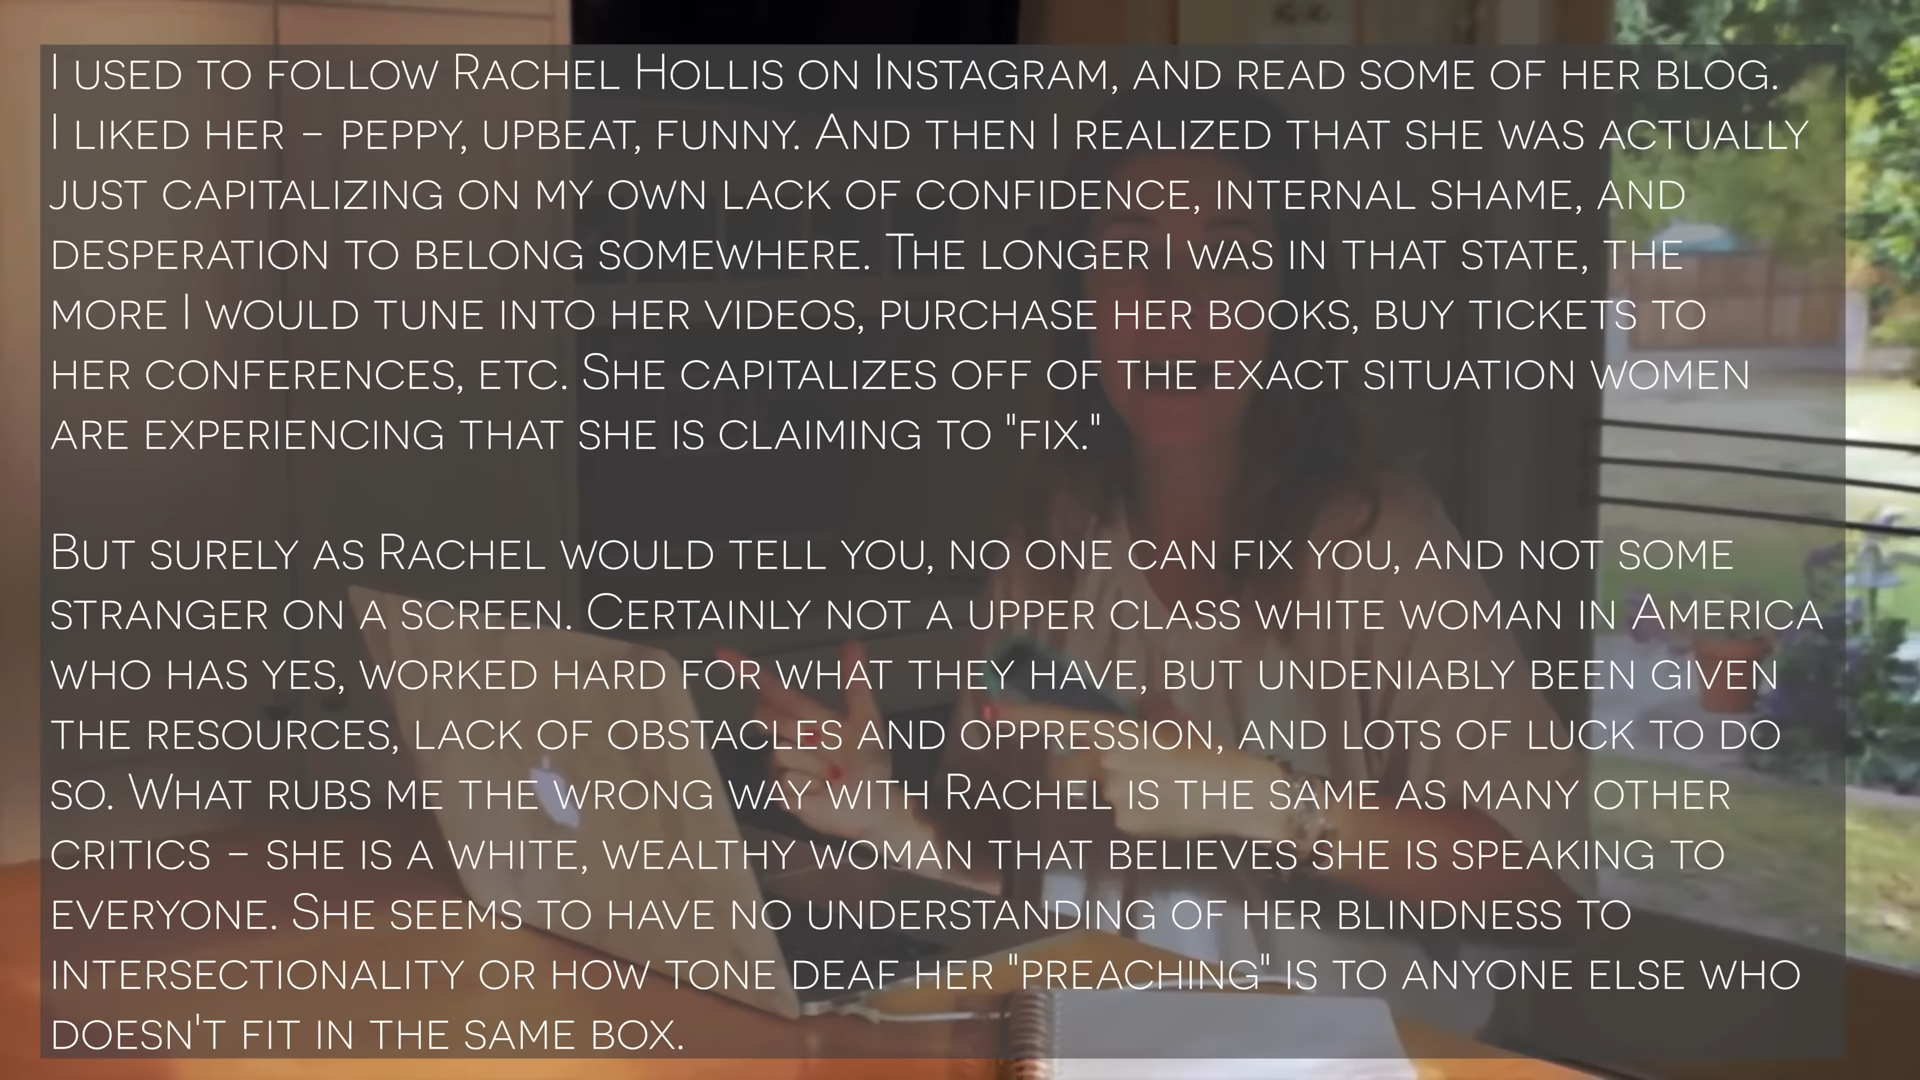 I used to follow Rachel Hollis on Instagram, and read some of her blog.
I liked her – peppy, upbeat, funny. And then I realized that she was actually
just capitalizing on my own lack of confidence, internal shame, and
desperation to belong somewhere. The longer I was in that state, the
more I would tune into her videos, purchase her books, buy tickets to
her conferences, etc. She capitalizes off of the exact situation women
are experiencing that she is claiming to "fix."
But surely as Rachel would tell you, no one can fix you, and not some
stranger on a screen. Certainly not a upper class white woman in America
who has yes, worked hard for what they have, but undeniably been given
the resources, lack of obstacles and oppression, and lots of luck to do
so. What rubs me the wrong way with Rachel is the same as many other
critics – she is a white, wealthy woman that believes she is speaking to
everyone. She seems to have no understanding of her blindness to
intersectionality or how tone deaf her "preaching" is to anyone else who
doesn't fit in the same box.